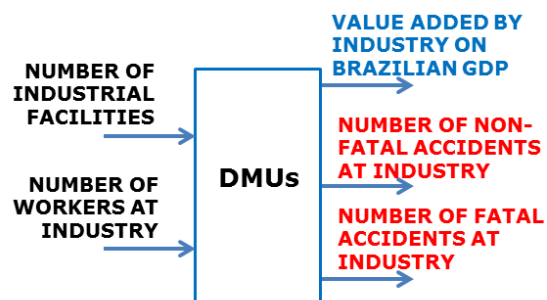 NUMBER OF
INDUSTRIAL
FACILITIES
NUMBER OF
WORKERS AT
INDUSTRY
DMUs
VALUE ADDED BY
INDUSTRY ON
BRAZILIAN GDP
NUMBER OF NON-
FATAL ACCIDENTS
AT INDUSTRY
NUMBER OF FATAL
ACCIDENTS AT
INDUSTRY